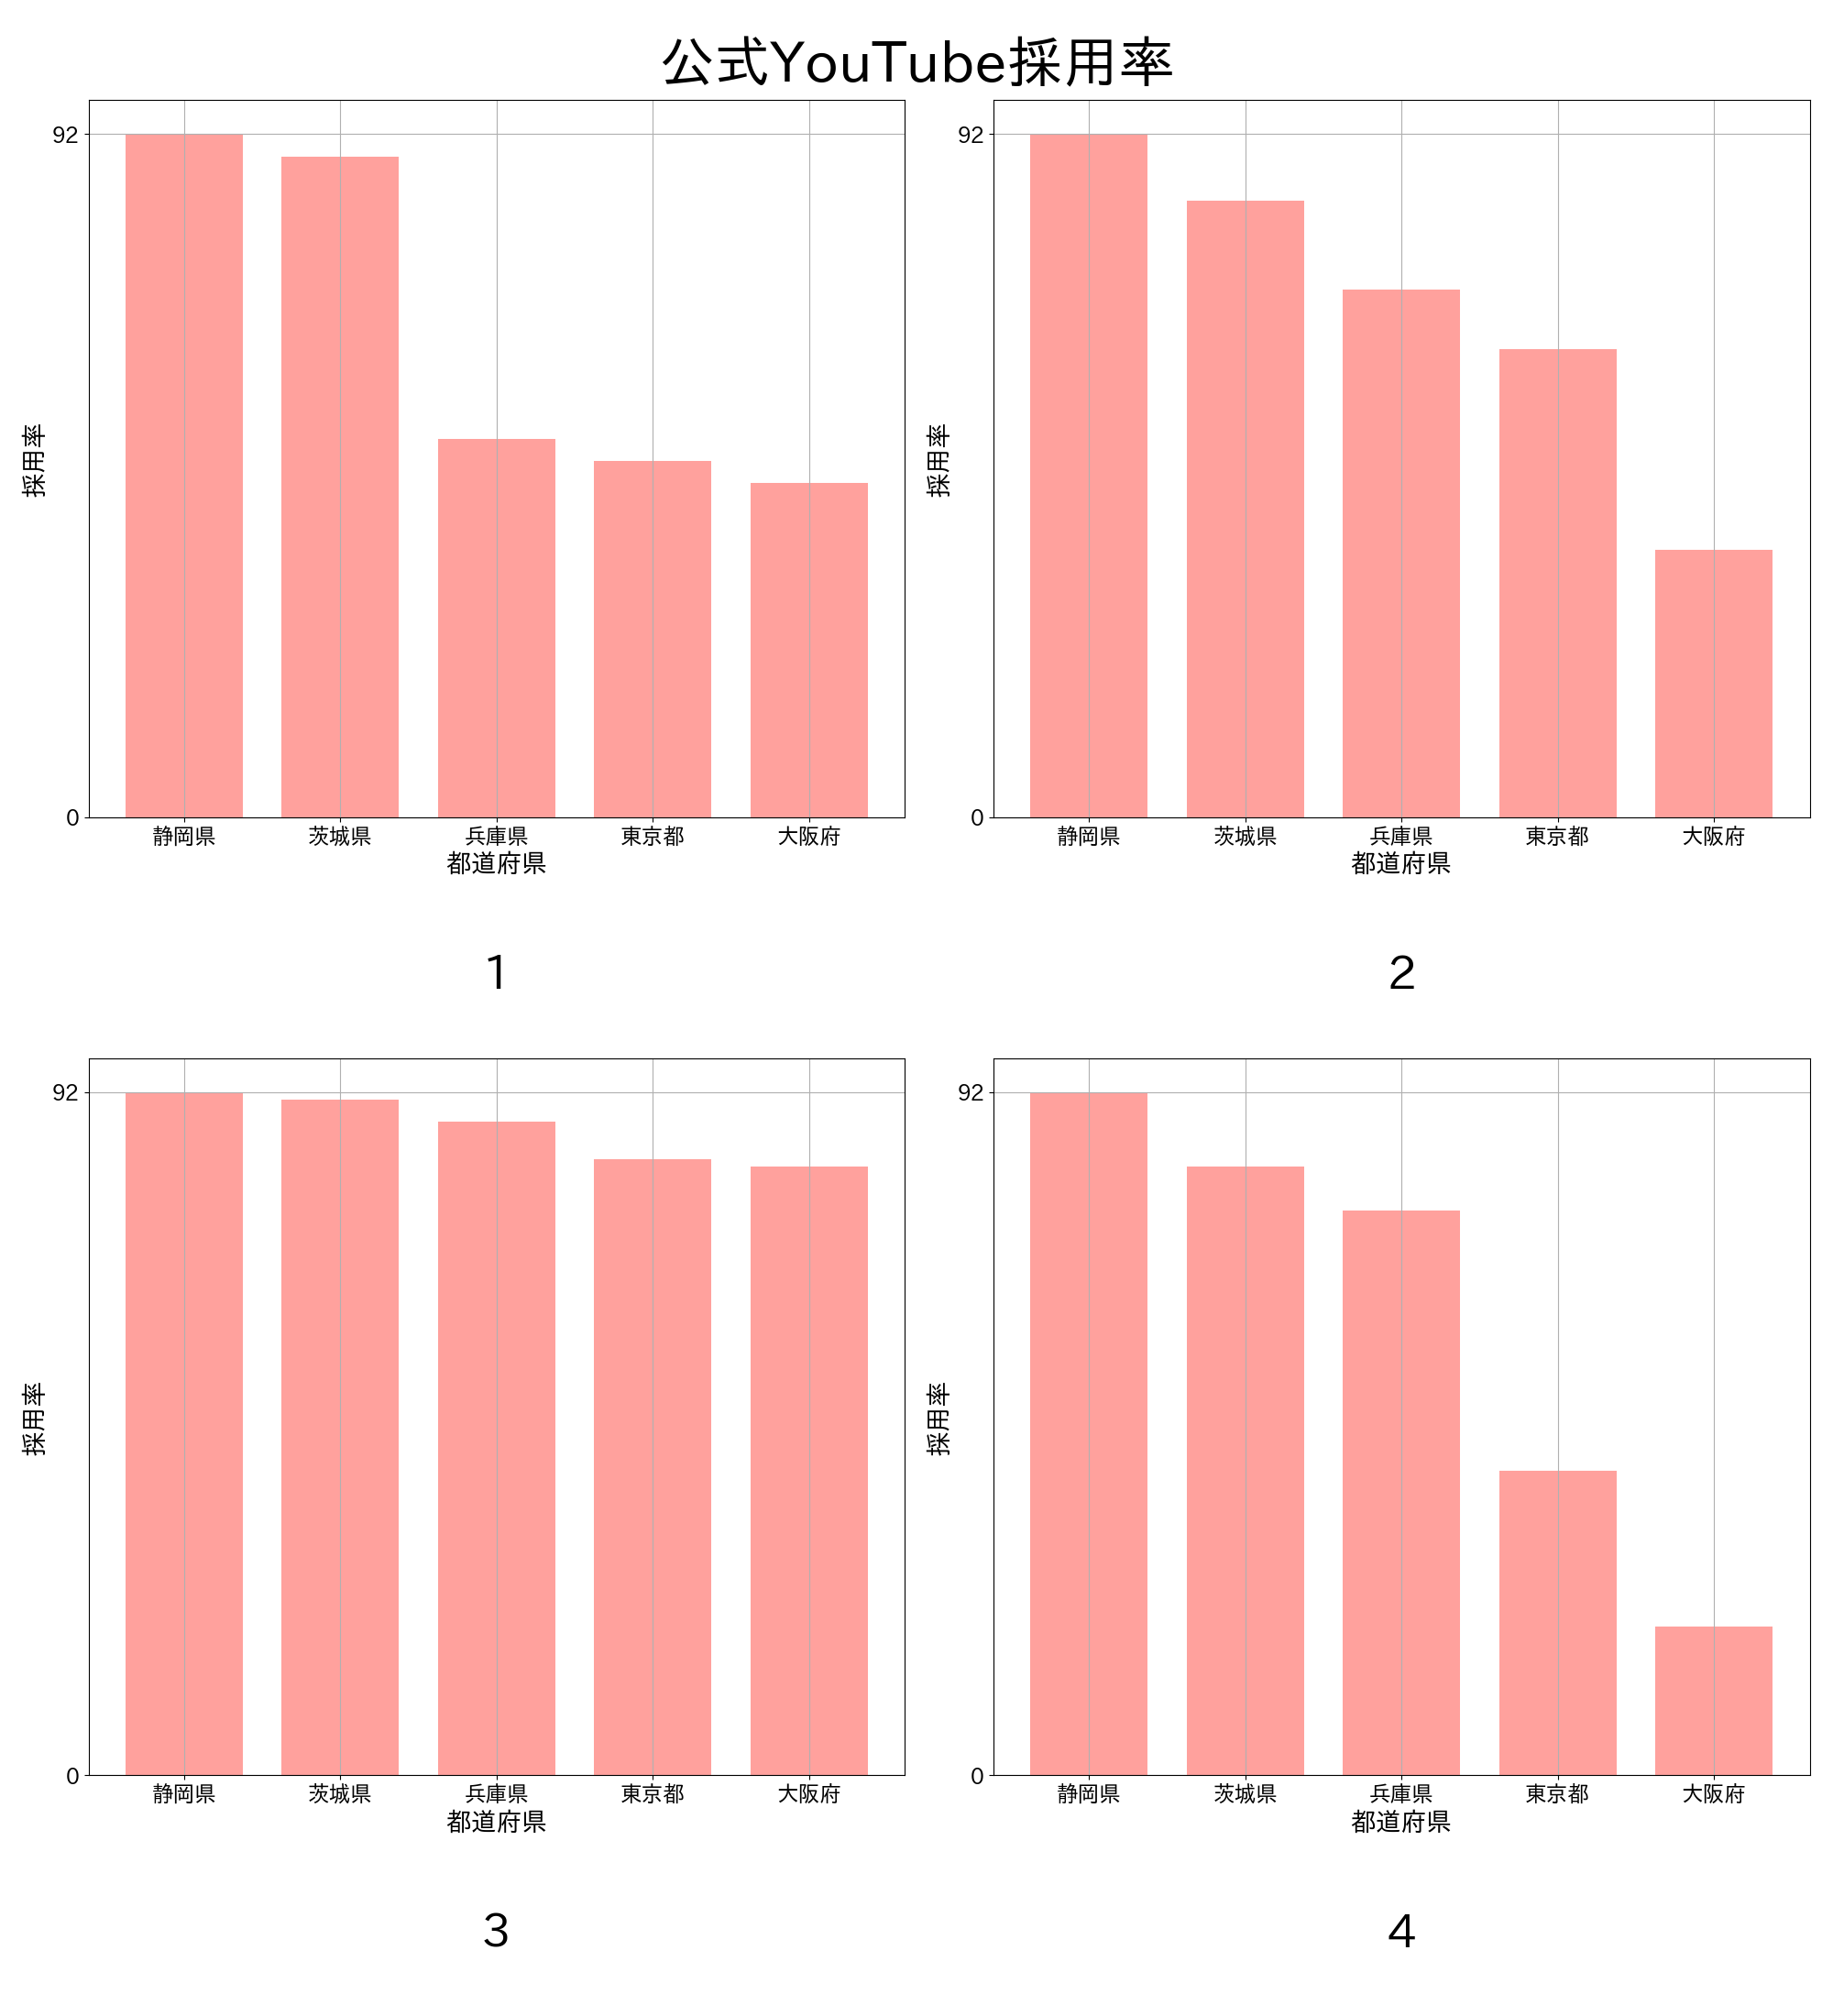 公式YouTube採用率
92
0
採用率
静岡県 茨城県 兵庫県 東京都 大阪府
都道府県
1
92
0
採用率
静岡県 茨城県 兵庫県 東京都 大阪府
都道府県
2
92
0
採用率
静岡県 茨城県 兵庫県 東京都 大阪府
都道府県
3
92
0
採用率
静岡県 茨城県 兵庫県 東京都 大阪府
都道府県
4